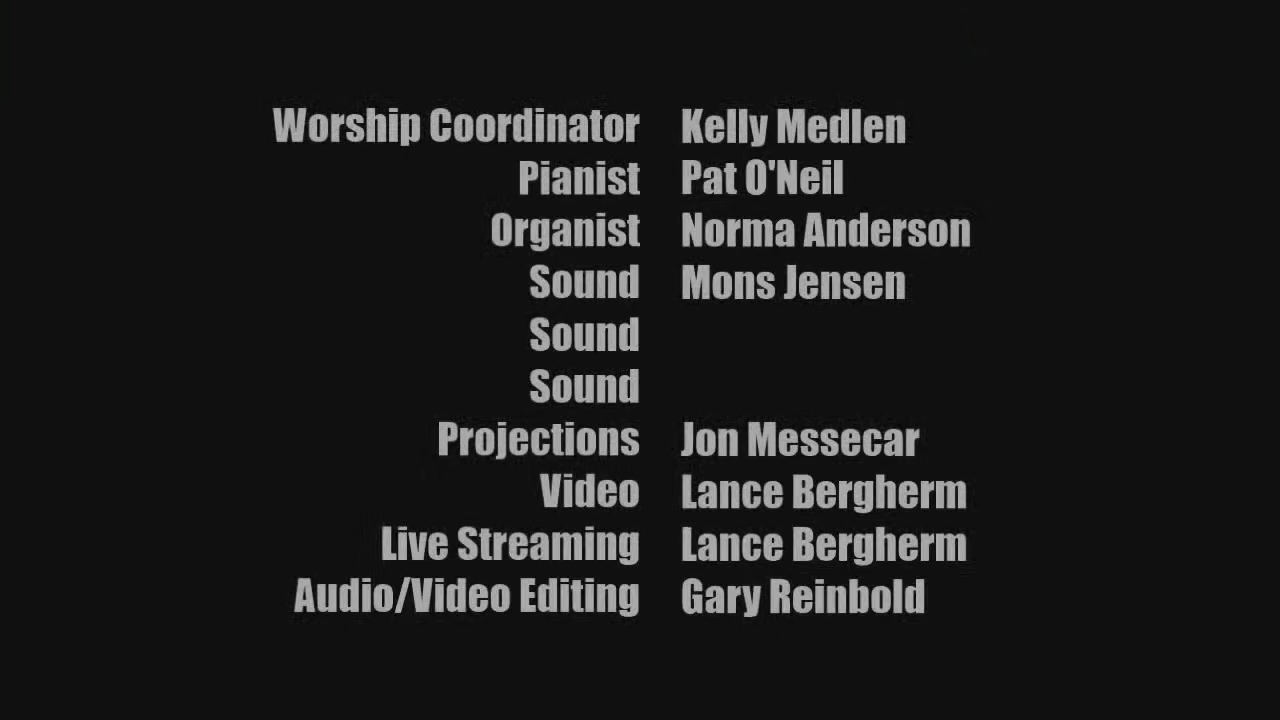 Worship Coordinator Kelly Medlen
Pianist Pat O'Neil
Organist Norma Anderson
Sound Mons Jensen
Sound
Sound
Projections Jon Messecar
Video Lance Bergherm
Live Streaming Lance Bergherm
Audio/Video Editing Gary Reinbold